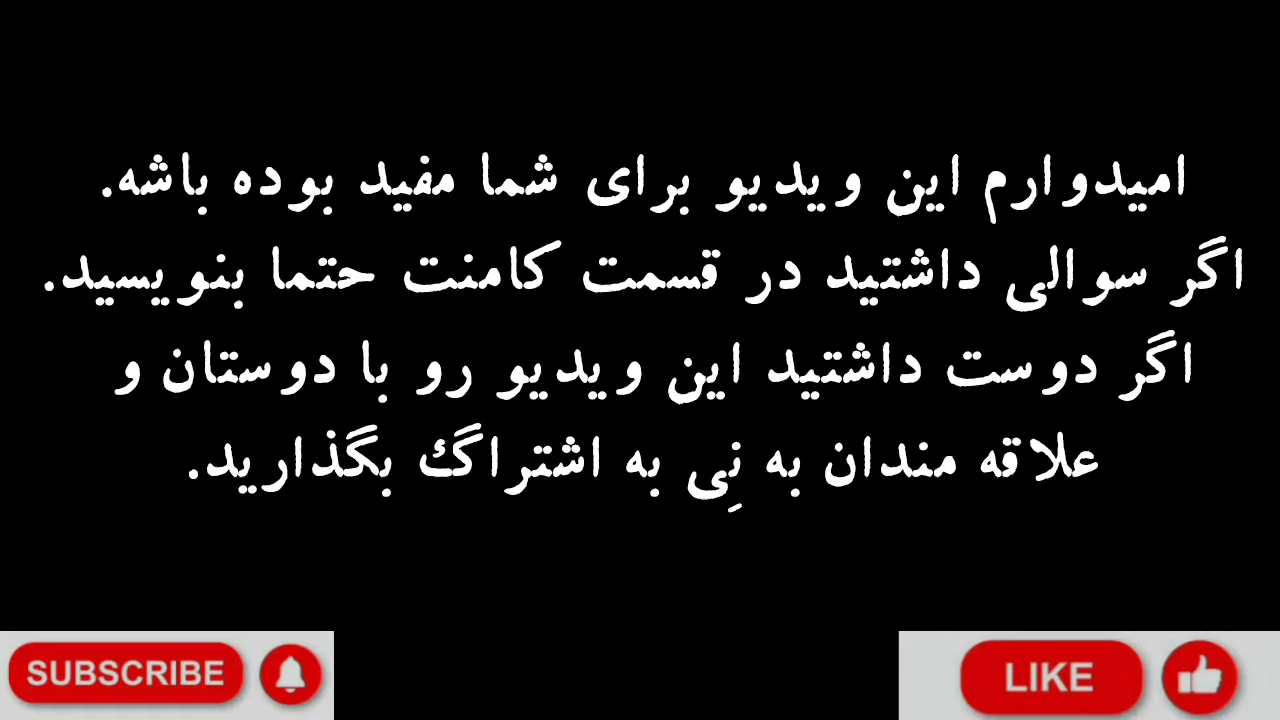 امیدوارم این ویدیو برای شما مفید بوده باشه.
اگر سوالی داشتید در قسمت کامنت حتما بنویسید.
اگر دوست داشتید این ویدیو رو با دوستان و
علاقه مندان به نِی به اشتراگ بگذارید.
SUBSCRIBE
LIKE